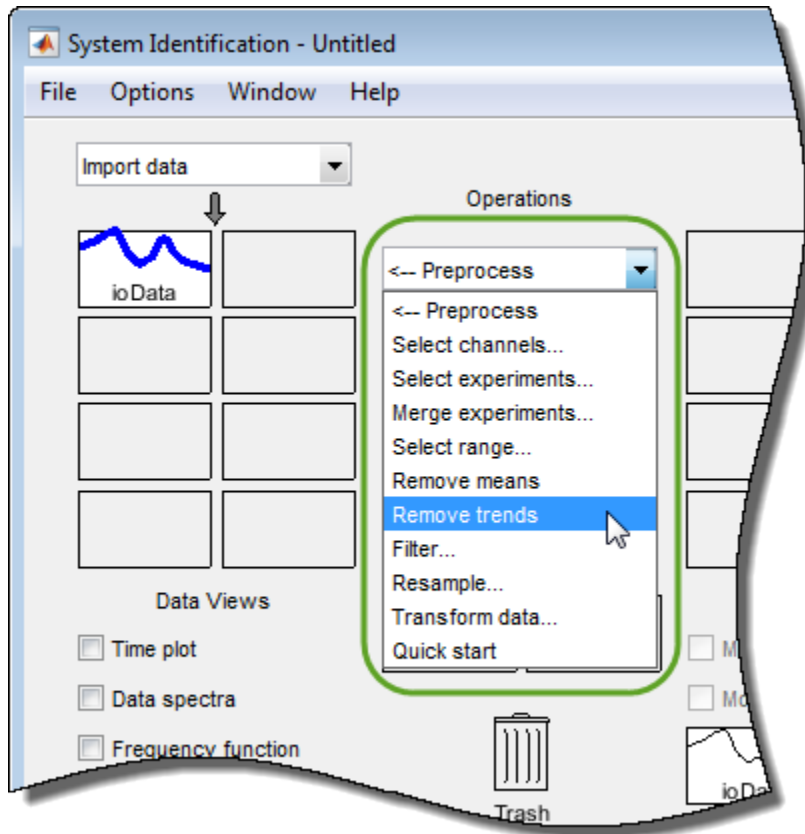 System Identification - Untitled
File Options Window Help
Import data
Operations
ioData
<-- Preprocess
<-- Preprocess
Select channels...
Select experiments...
Merge experiments...
Select range...
Remove means
Remove trends
Filter...
Resample...
Transform data...
Quick start
Data Views
Time plot
Data spectra
Frequency function
Trash